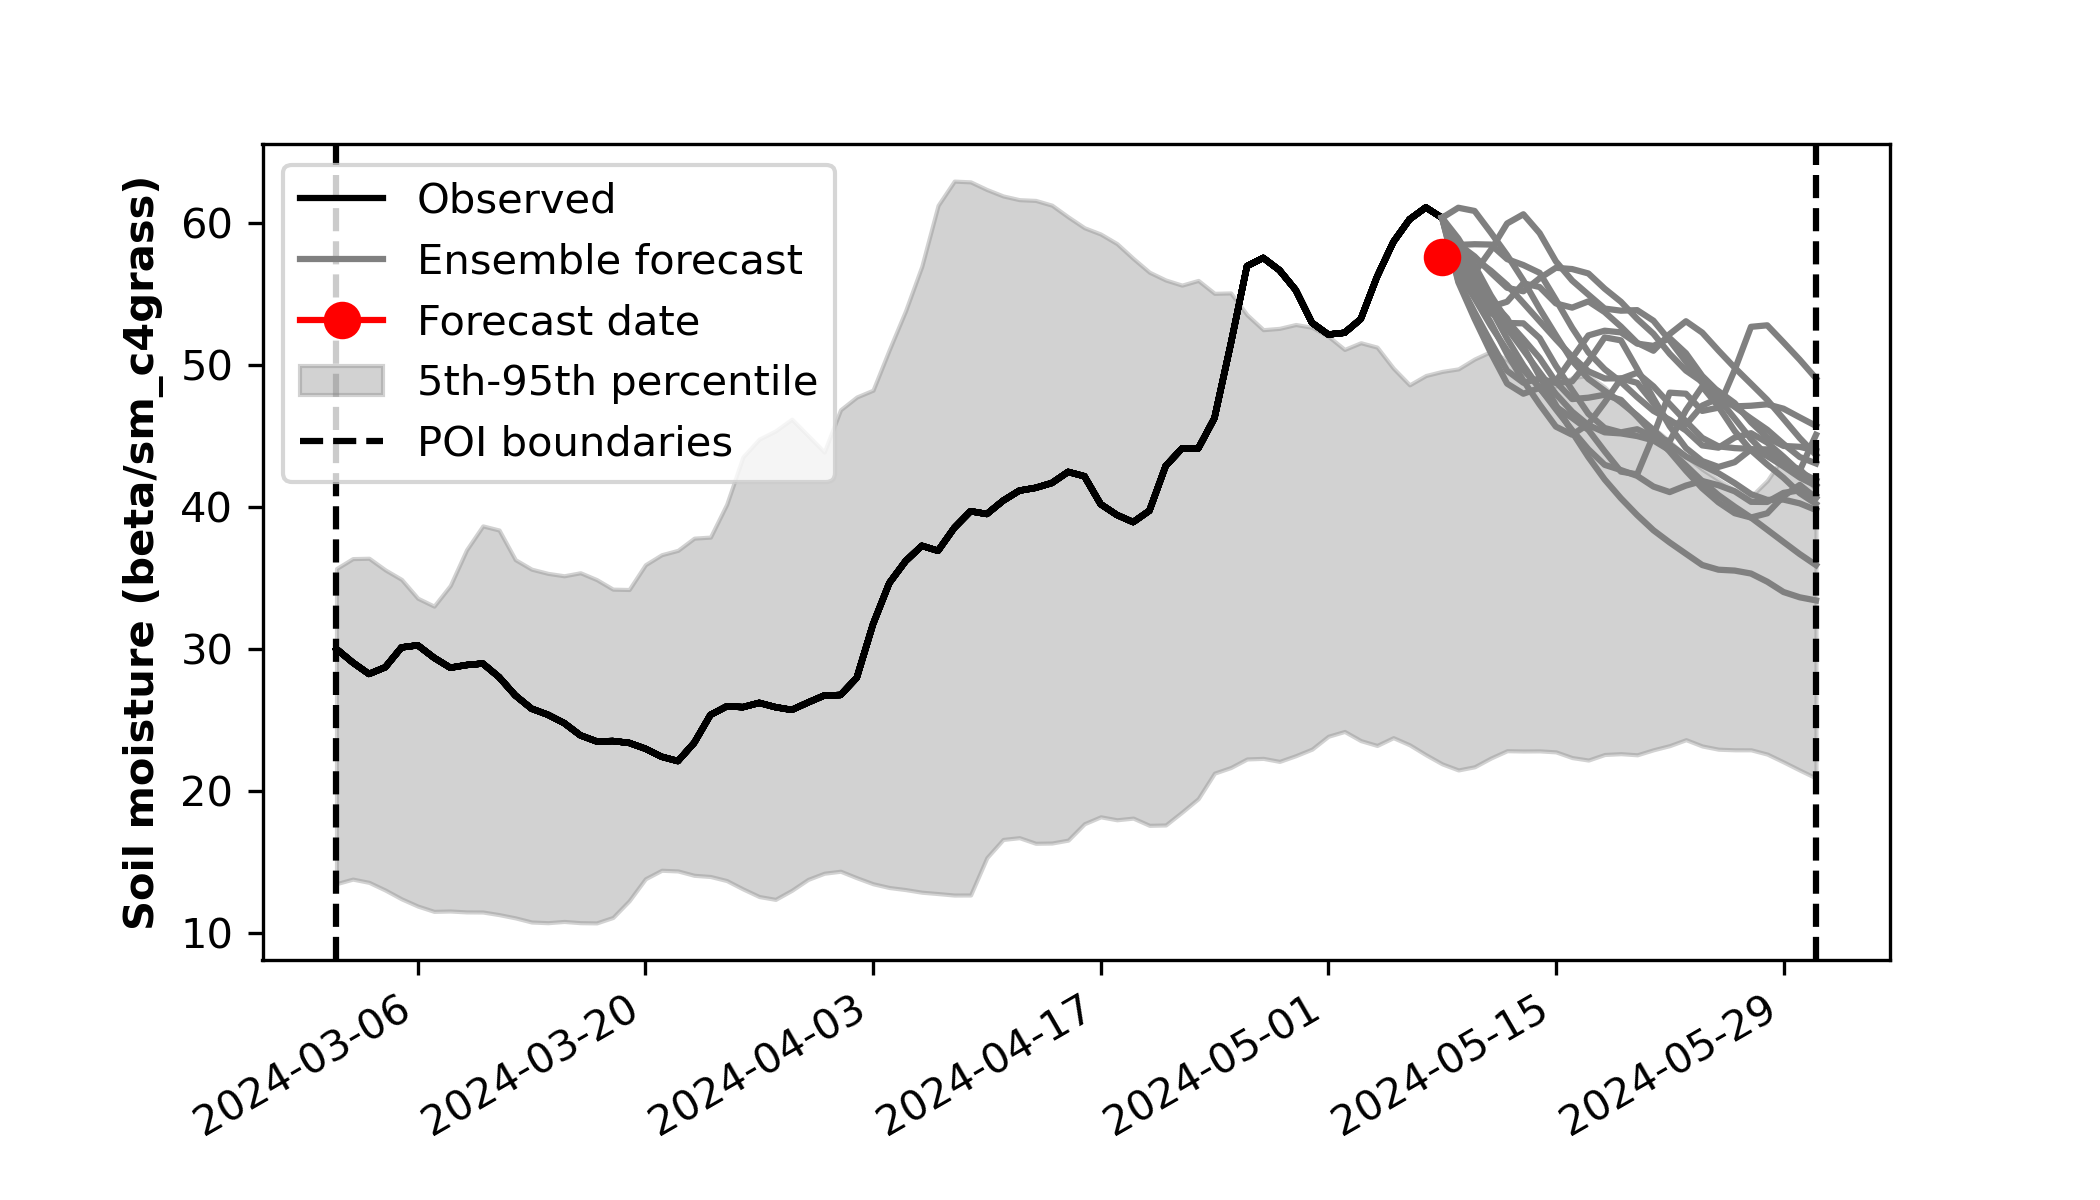 Soil moisture (beta/sm_c4grass)
60
50
40
30
20
10
Observed
Ensemble forecast
Forecast date
5th-95th percentile
POI boundaries
2024-03-06
2024-03-20
2024-04-03
2024-04-17
2024-05-01
2024-05-15
2024-05-29